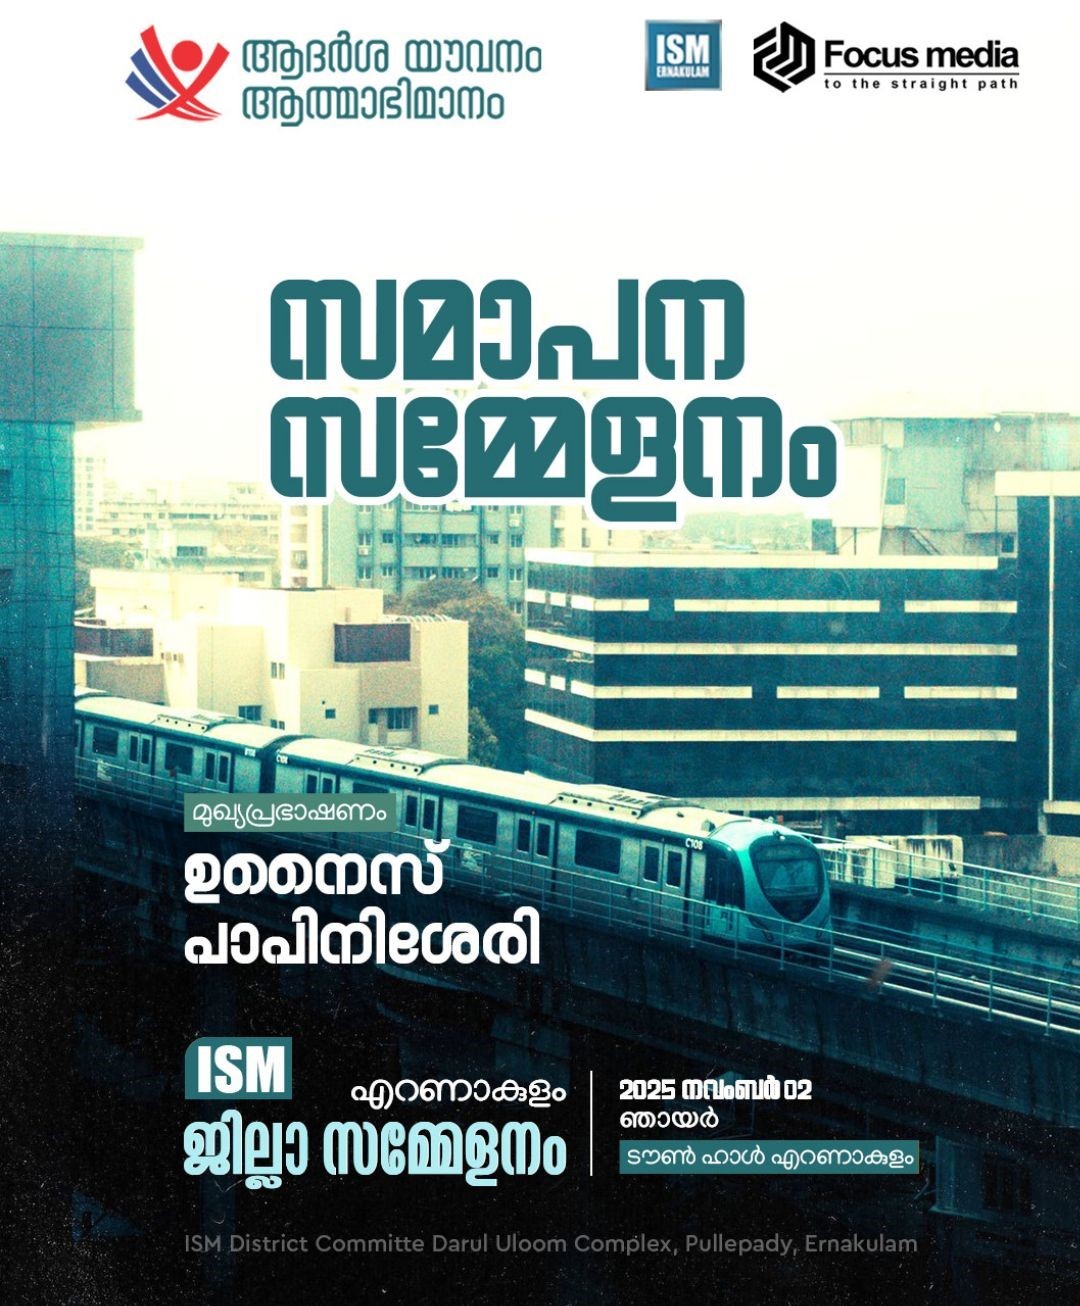 ആദർശ യൗവനം
ആത്മാഭിമാനം
ISM
ERNAKULAM
Focus media
to the straight path
സമാപന
സമ്മേളനം
C108
മുഖ്യപ്രഭാഷണം
ഉനൈസ്
പാപിനിശേരി
ISM
എറണാകുളം
ജില്ലാ സമ്മേളനം
2025 നവംബർ 02
ഞായർ
ടൗൺ ഹാൾ എറണാകുളം
ISM District Committe Darul Uloom Complex, Pullepady, Ernakulam